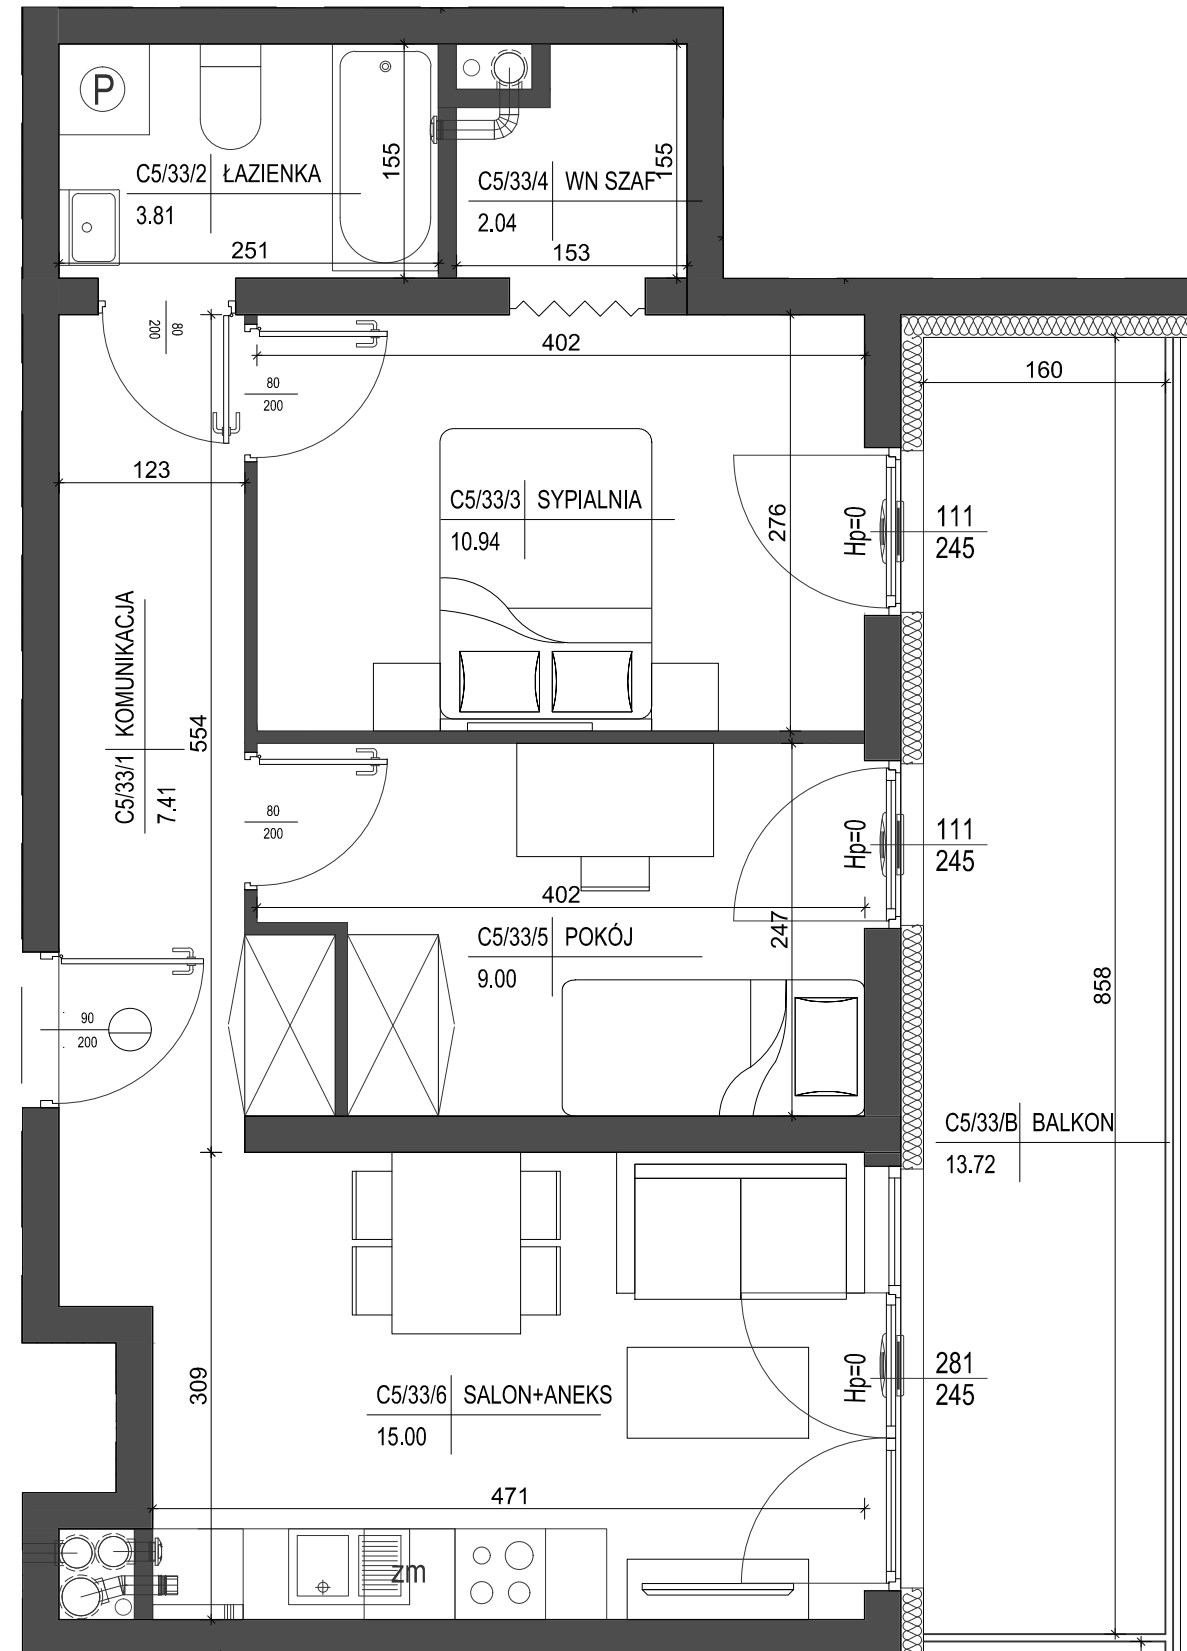 P
C5/33/2 ŁAZIENKA
3.81
155
251
C5/33/4 WN SZAF
2.04
155
153
80
200
402
80
200
160
123
C5/33/3 SYPIALNIA
10.94
276
Hp=0
111
245
C5/33/1 KOMUNIKACJA
7.41
554
80
200
Hp=0
111
245
402
C5/33/5 POKÓJ
9.00
247
858
90
200
C5/33/B BALKON
13.72
309
C5/33/6 SALON+ANEKS
15.00
Hp=0
281
245
471
zm